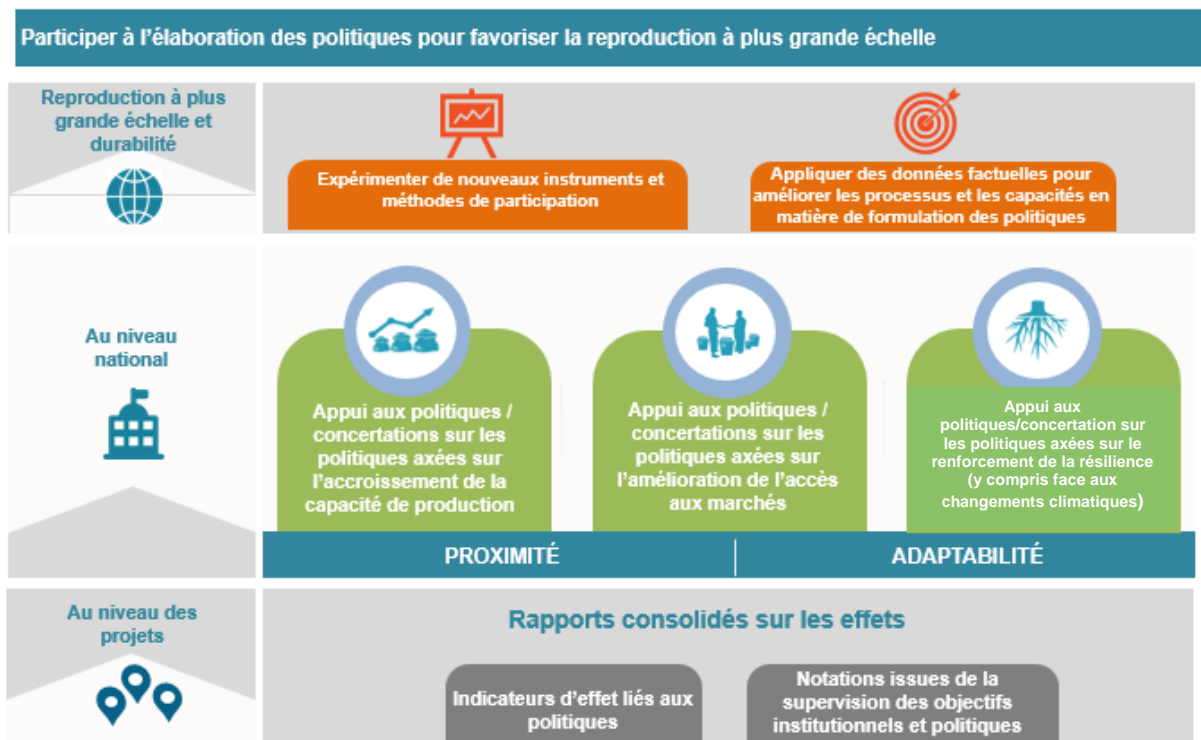 Participer à l'élaboration des politiques pour favoriser la reproduction à plus grande échelle
Reproduction à plus
grande échelle et
durabilité
Expérimenter de nouveaux instruments et
méthodes de participation
Appliquer des données factuelles pour
améliorer les processus et les capacités en
matière de formulation des politiques
Au niveau
national
Appui aux politiques /
concertations sur les
politiques axées sur
l'accroissement de la
capacité de production
Appui aux politiques /
concertations sur les
politiques axées sur
l'amélioration de l'accès
aux marchés
Appui aux
politiques/concertation sur
les politiques axées sur le
renforcement de la résilience
(y compris face aux
changements climatiques)
PROXIMITÉ
ADAPTABILITÉ
Au niveau des
projets
Rapports consolidés sur les effets
Indicateurs d'effet liés aux
politiques
Notations issues de la
supervision des objectifs
institutionnels et politiques